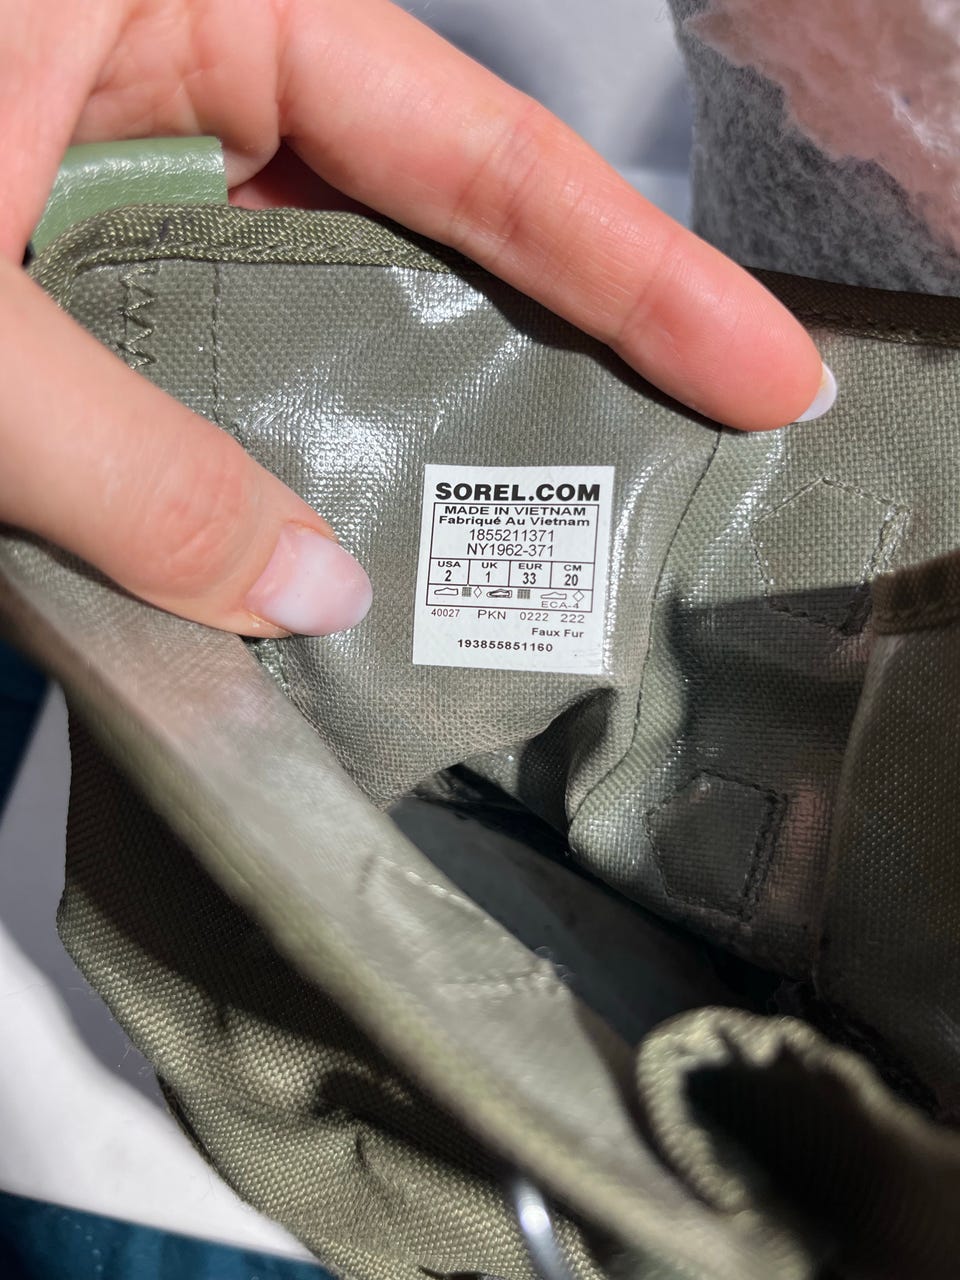 SOREL.COM
MADE IN VIETNAM
Fabriqué Au Vietnam
1855211371
NY1962-371
USA UK EUR CM
2 1 33 20
ECA-4
40027 PKN 0222 222
Faux Fur
193855851160